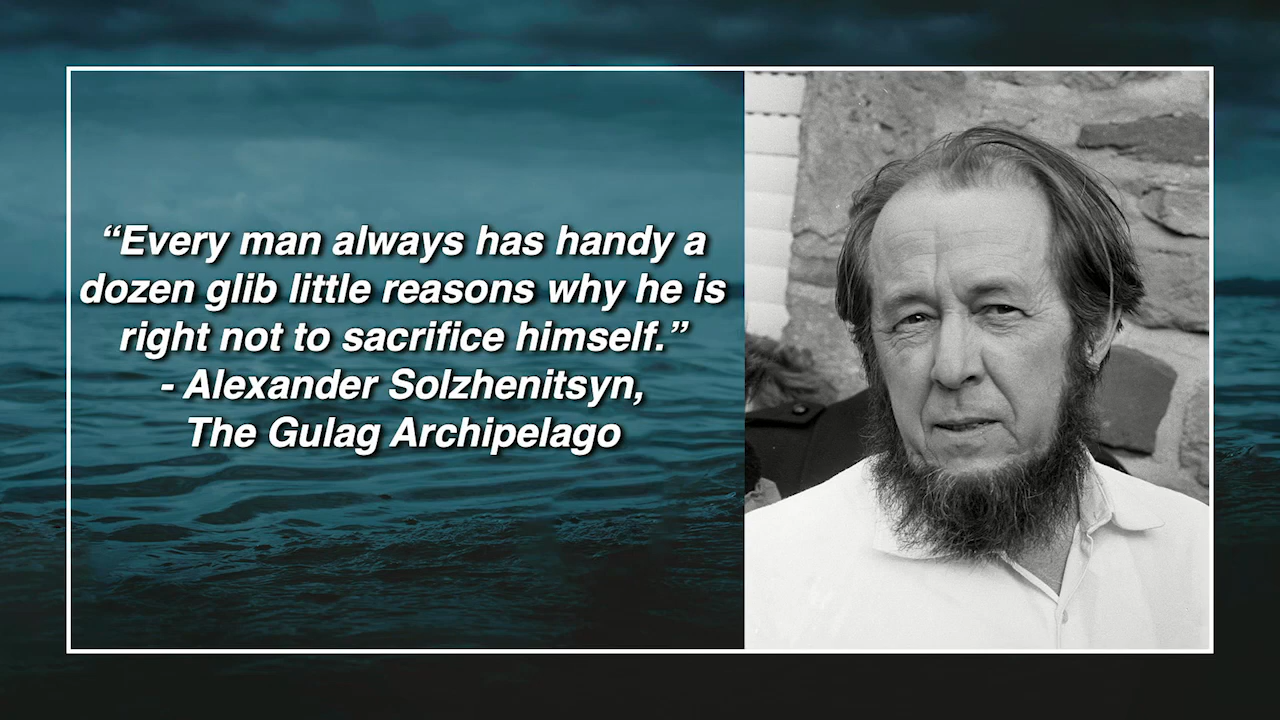 “Every man always has handy a
dozen glib little reasons why he is
right not to sacrifice himself.”
- Alexander Solzhenitsyn,
The Gulag Archipelago